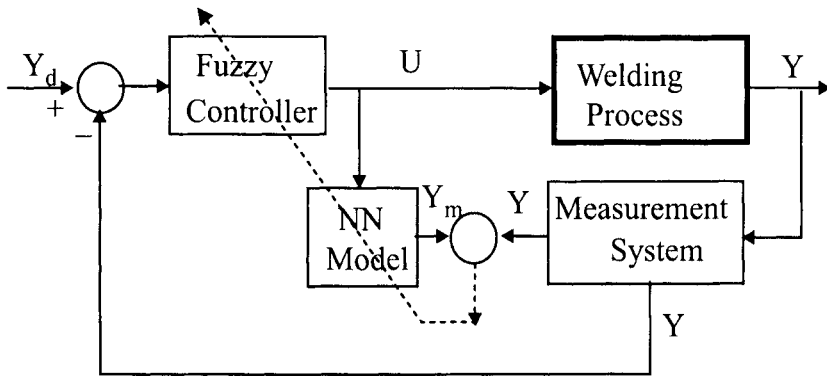 Y_d
+
−
Fuzzy
Controller
U
Welding
Process
Y
NN
Model
Y_m
Y
Measurement
System
Y